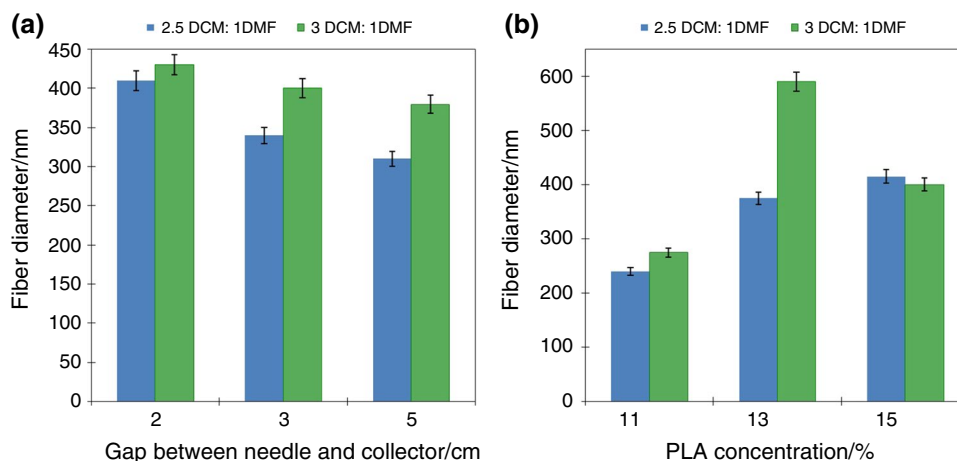 (a)
2.5 DCM: 1DMF 3 DCM: 1DMF
450
400
350
300
250
200
150
100
50
0
Fiber diameter/nm
2 3 5
Gap between needle and collector/cm
(b)
2.5 DCM: 1DMF 3 DCM: 1DMF
600
500
400
300
200
100
0
Fiber diameter/nm
11 13 15
PLA concentration/%